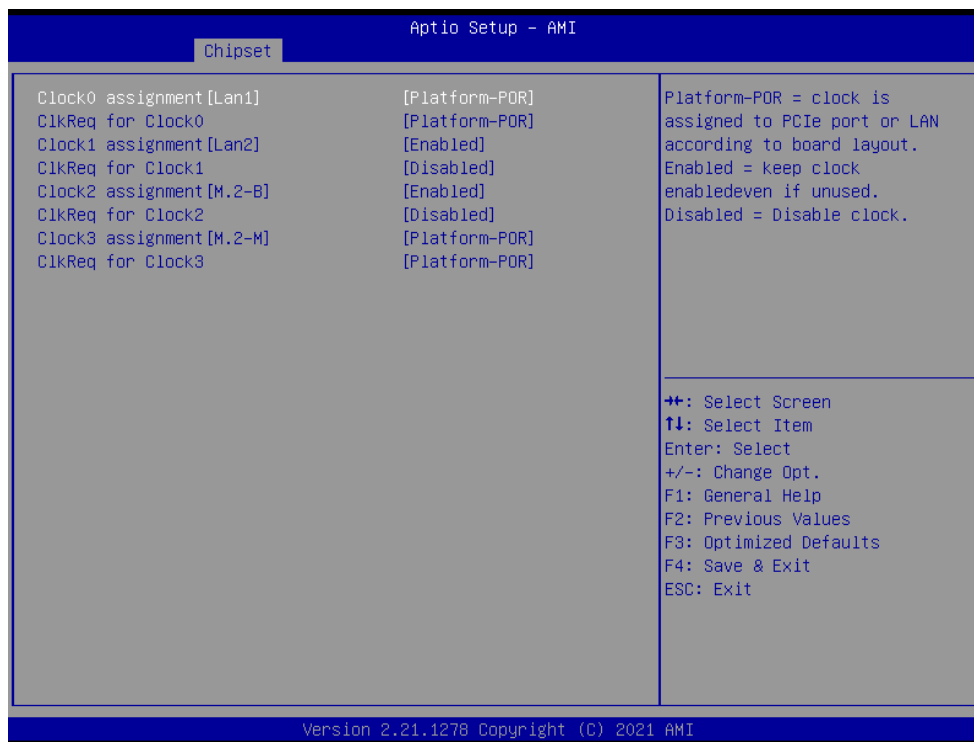 Aptio Setup – AMI
Chipset
Clock0 assignment[Lan1] [Platform-POR]
ClkReq for Clock0 [Platform-POR]
Clock1 assignment[Lan2] [Enabled]
ClkReq for Clock1 [Disabled]
Clock2 assignment[M.2-B] [Enabled]
ClkReq for Clock2 [Disabled]
Clock3 assignment[M.2-M] [Platform-POR]
ClkReq for Clock3 [Platform-POR]
Platform-POR = clock is
assigned to PCIe port or LAN
according to board layout.
Enabled = keep clock
enabledeven if unused.
Disabled = Disable clock.
→←: Select Screen
↑↓: Select Item
Enter: Select
+/-: Change Opt.
F1: General Help
F2: Previous Values
F3: Optimized Defaults
F4: Save & Exit
ESC: Exit
Version 2.21.1278 Copyright (C) 2021 AMI